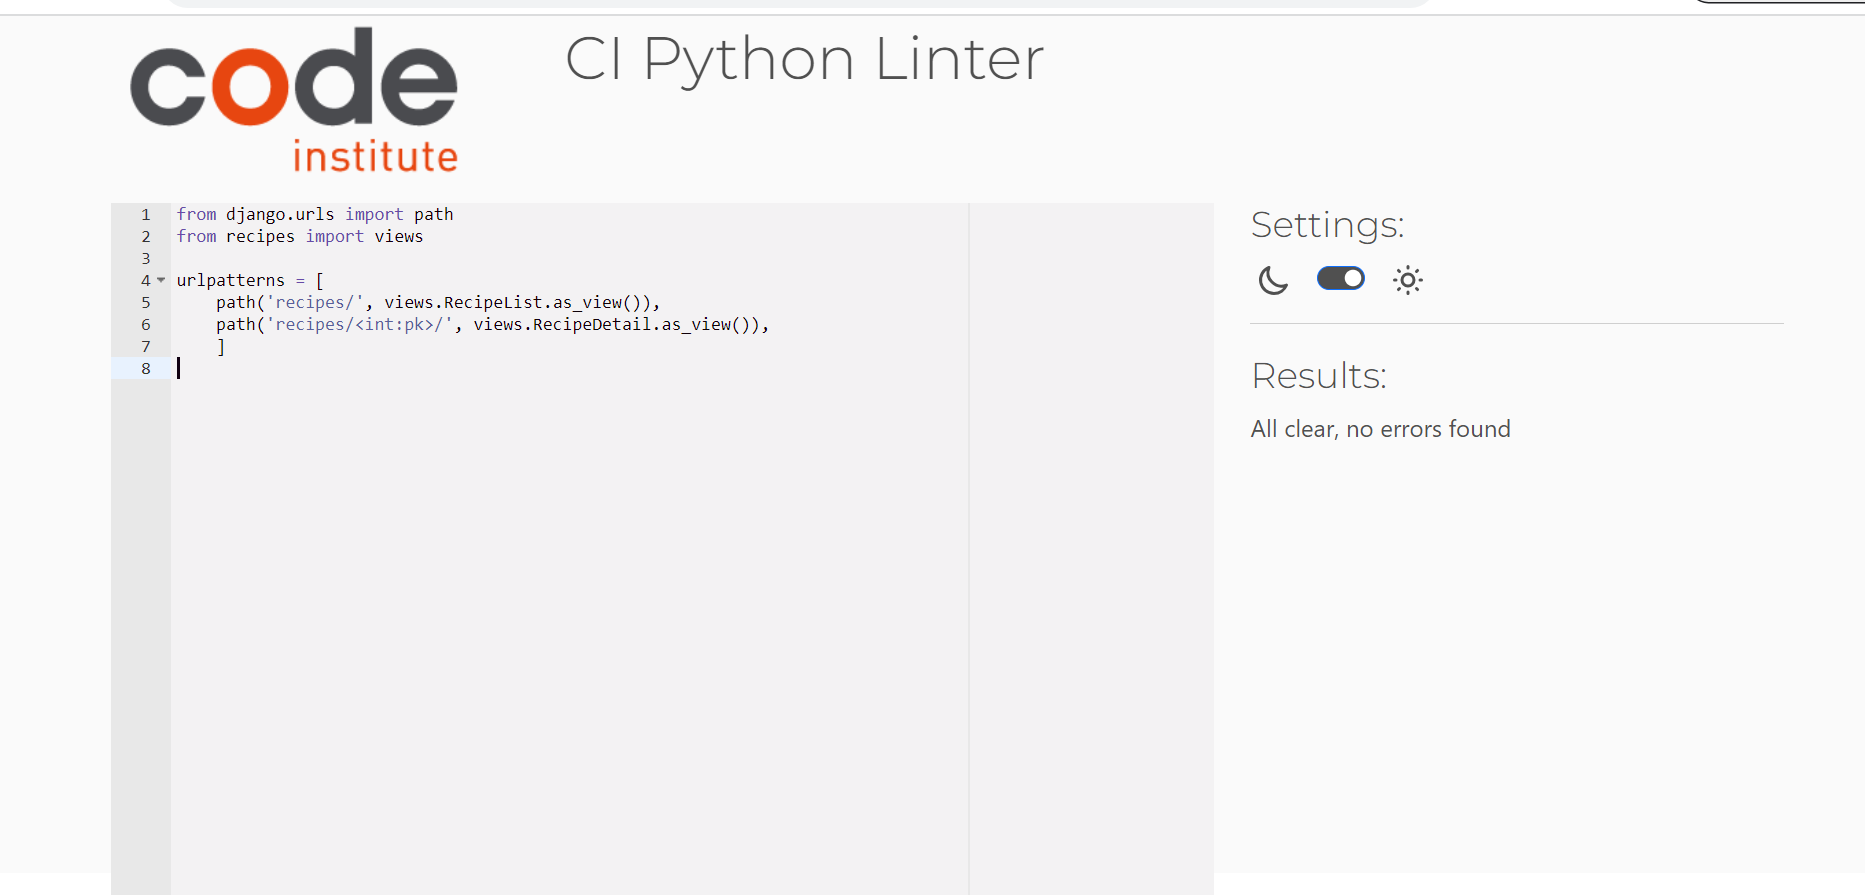 code
institute
CI Python Linter
1 from django.urls import path
2 from recipes import views
3
4 urlpatterns = [
5     path('recipes/', views.RecipeList.as_view()),
6     path('recipes/<int:pk>/', views.RecipeDetail.as_view()),
7     ]
8
Settings:
Results:
All clear, no errors found